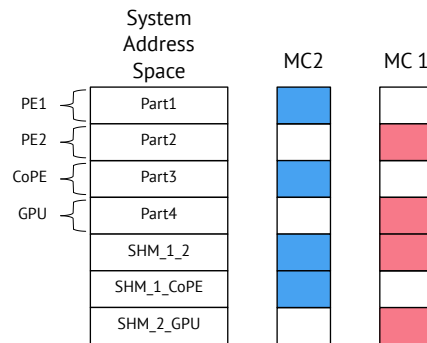 System
Address
Space
MC2
MC 1
PE1
Part1
PE2
Part2
CoPE
Part3
GPU
Part4
SHM_1_2
SHM_1_CoPE
SHM_2_GPU